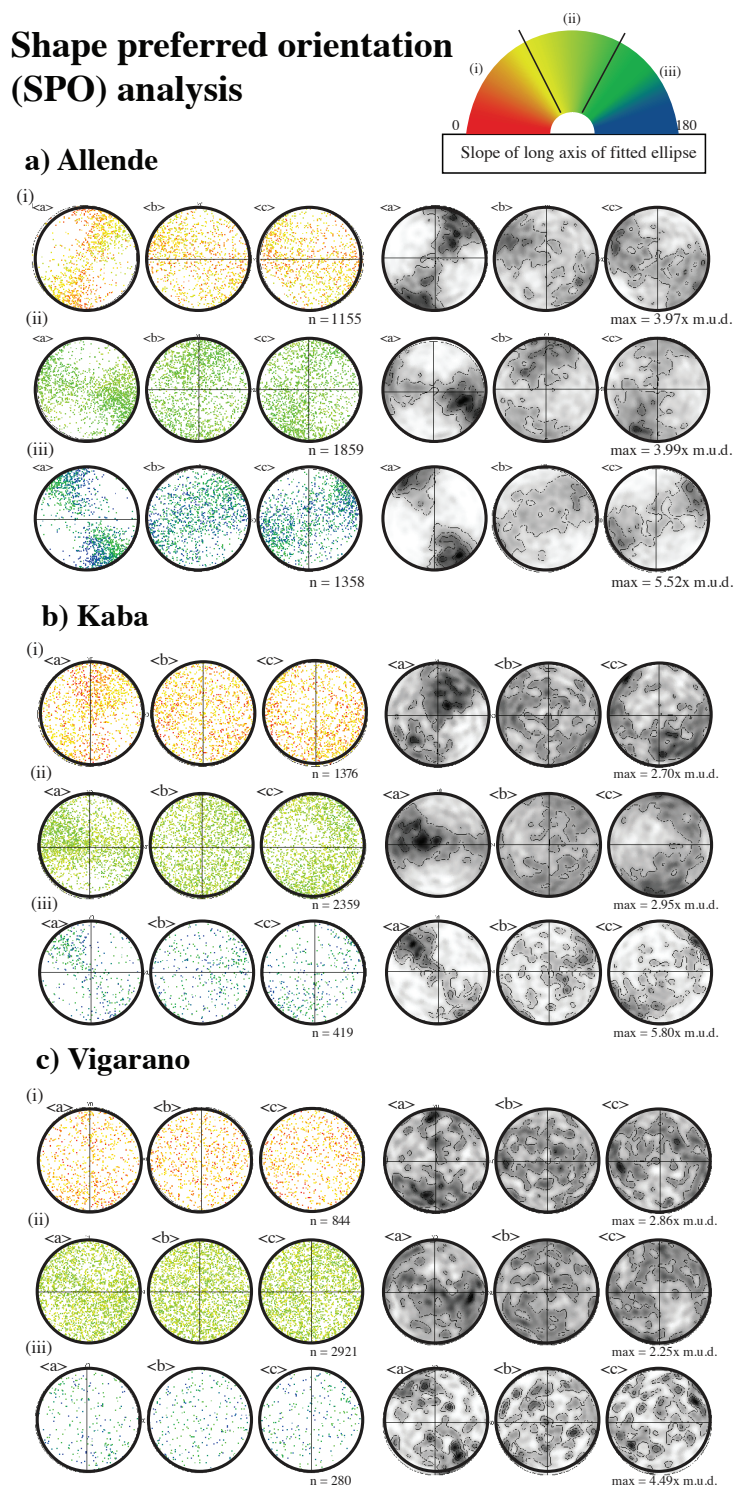 Shape preferred orientation
(SPO) analysis
(i)
(ii)
(iii)
0
180
Slope of long axis of fitted ellipse
a) Allende
(i)
<a> <b> <c> <a> <b> <c>
n = 1155 max = 3.97x m.u.d.
(ii)
<a> <b> <c> <a> <b> <c>
n = 1859 max = 3.99x m.u.d.
(iii)
<a> <b> <c> <a> <b> <c>
n = 1358 max = 5.52x m.u.d.
b) Kaba
(i)
<a> <b> <c> <a> <b> <c>
n = 1376 max = 2.70x m.u.d.
(ii)
<a> <b> <c> <a> <b> <c>
n = 2359 max = 2.95x m.u.d.
(iii)
<a> <b> <c> <a> <b> <c>
n = 419 max = 5.80x m.u.d.
c) Vigarano
(i)
<a> <b> <c> <a> <b> <c>
n = 844 max = 2.86x m.u.d.
(ii)
<a> <b> <c> <a> <b> <c>
n = 2921 max = 2.25x m.u.d.
(iii)
<a> <b> <c> <a> <b> <c>
n = 280 max = 4.49x m.u.d.